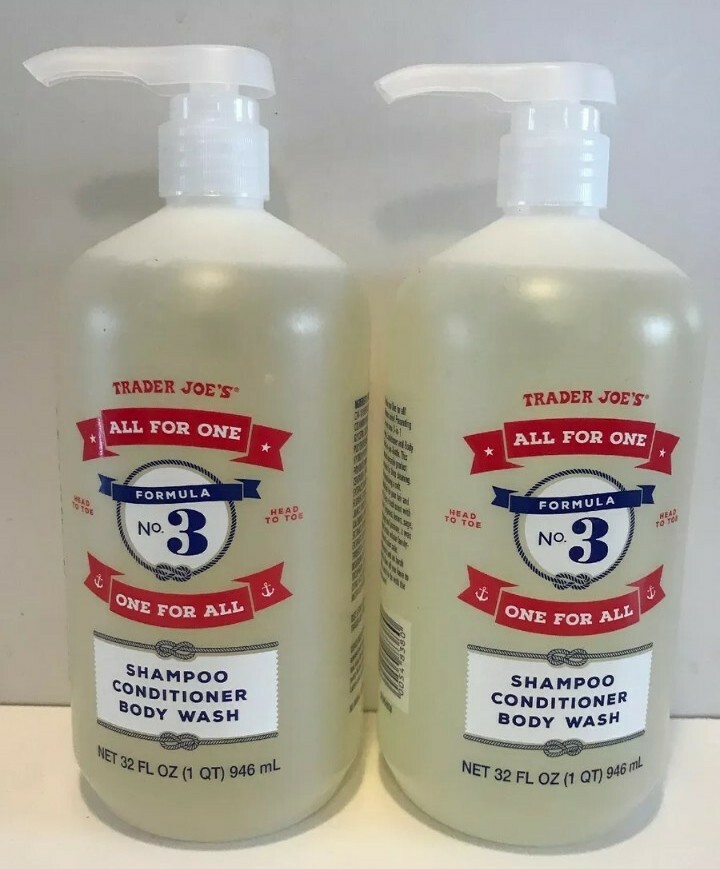 TRADER JOE'S®
ALL FOR ONE
FORMULA
No. 3
HEAD
TO TOE
HEAD
TO TOE
ONE FOR ALL
SHAMPOO
CONDITIONER
BODY WASH
NET 32 FL OZ (1 QT) 946 mL
TRADER JOE'S®
ALL FOR ONE
FORMULA
No. 3
HEAD
TO TOE
HEAD
TO TOE
ONE FOR ALL
SHAMPOO
CONDITIONER
BODY WASH
NET 32 FL OZ (1 QT) 946 mL